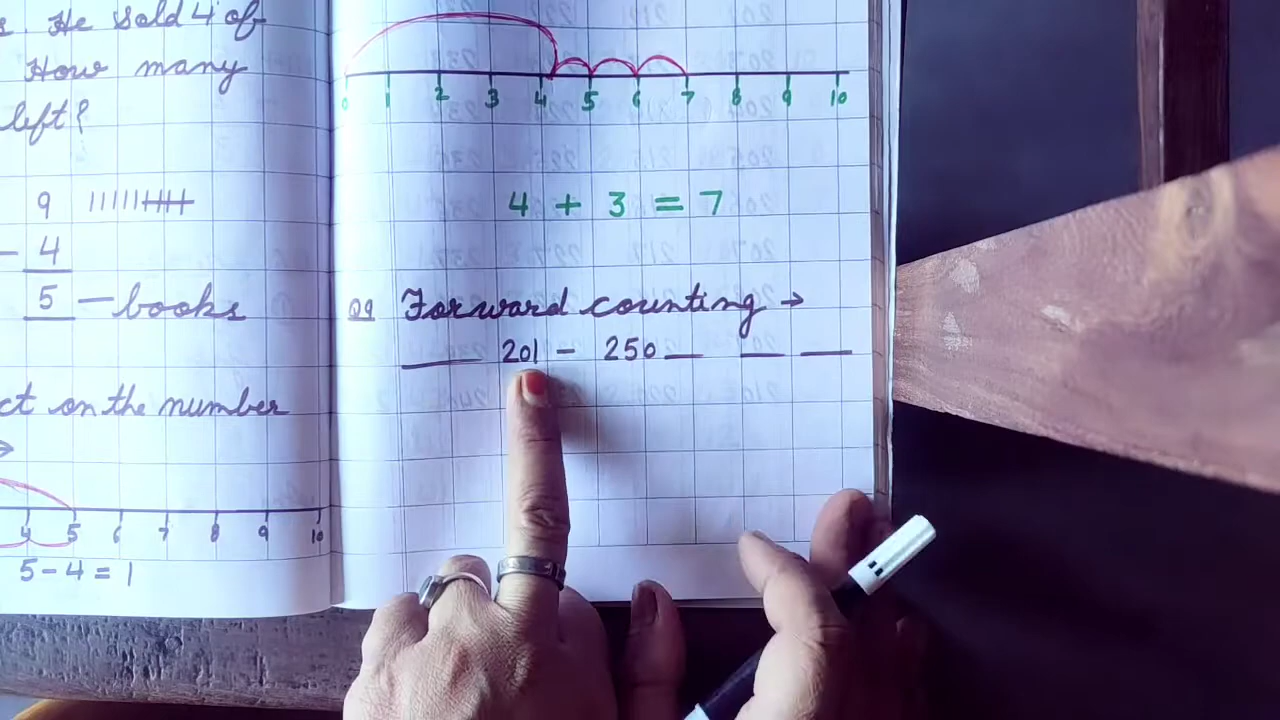 s. He sold 4 of
How many
left?
9
- 4
5 - books
ct on the number
→
4 5 6 7 8 9 10
5 - 4 = 1
0 1 2 3 4 5 6 7 8 9 10
4 + 3 = 7
Q9 Forward counting →
201 - 250